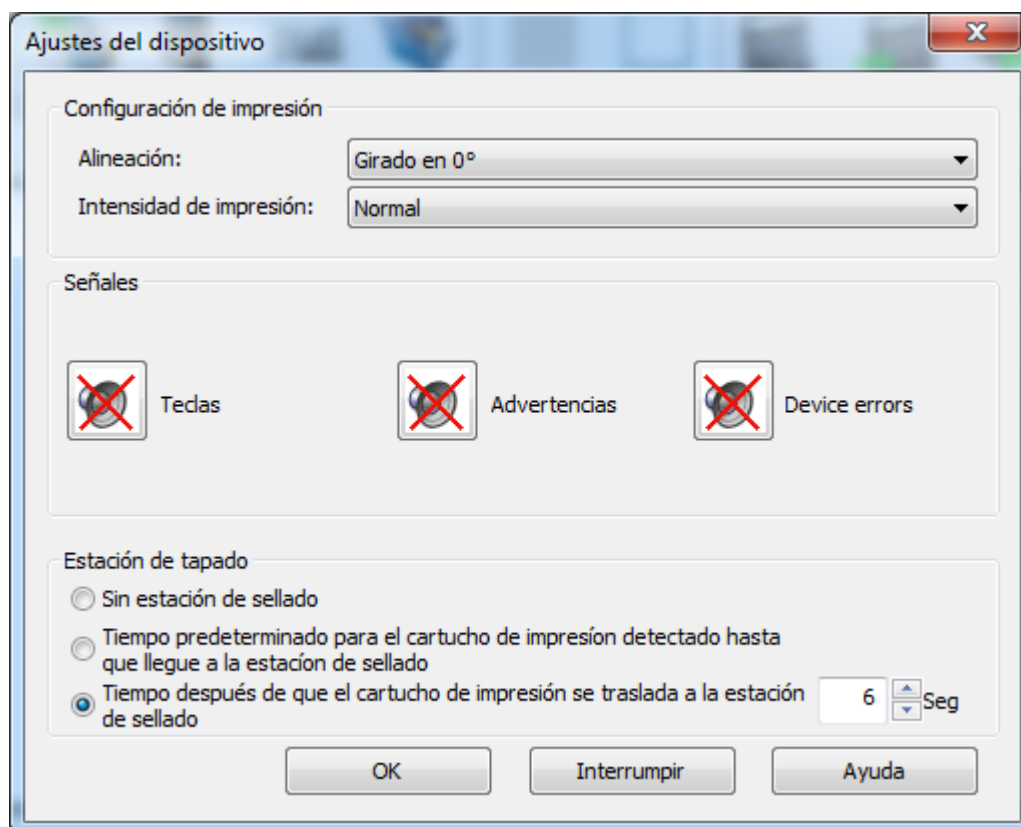 Ajustes del dispositivo
Configuración de impresión
Alineación:
Girado en 0°
Intensidad de impresión:
Normal
Señales
Teclas
Advertencias
Device errors
Estación de tapado
Sin estación de sellado
Tiempo predeterminado para el cartucho de impresíon detectado hasta
que llegue a la estacíon de sellado
Tiempo después de que el cartucho de impresión se traslada a la estación
de sellado
6
Seg
OK
Interrumpir
Ayuda